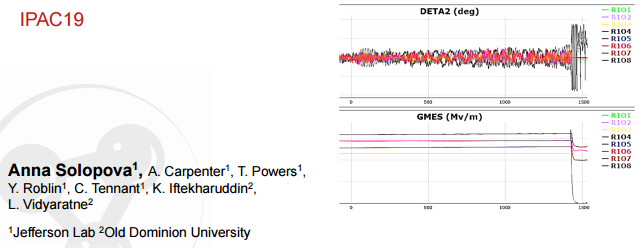 IPAC19
Anna Solopova¹, A. Carpenter¹, T. Powers¹,
Y. Roblin¹, C. Tennant¹, K. Iftekharuddin²,
L. Vidyaratne²
¹Jefferson Lab ²Old Dominion University
DETA2 (deg)
R101
R102
R103
R104
R105
R106
R107
R108
0
500
1000
1500
GMES (Mv/m)
R101
R102
R103
R104
R105
R106
R107
R108
0
500
1000
1500